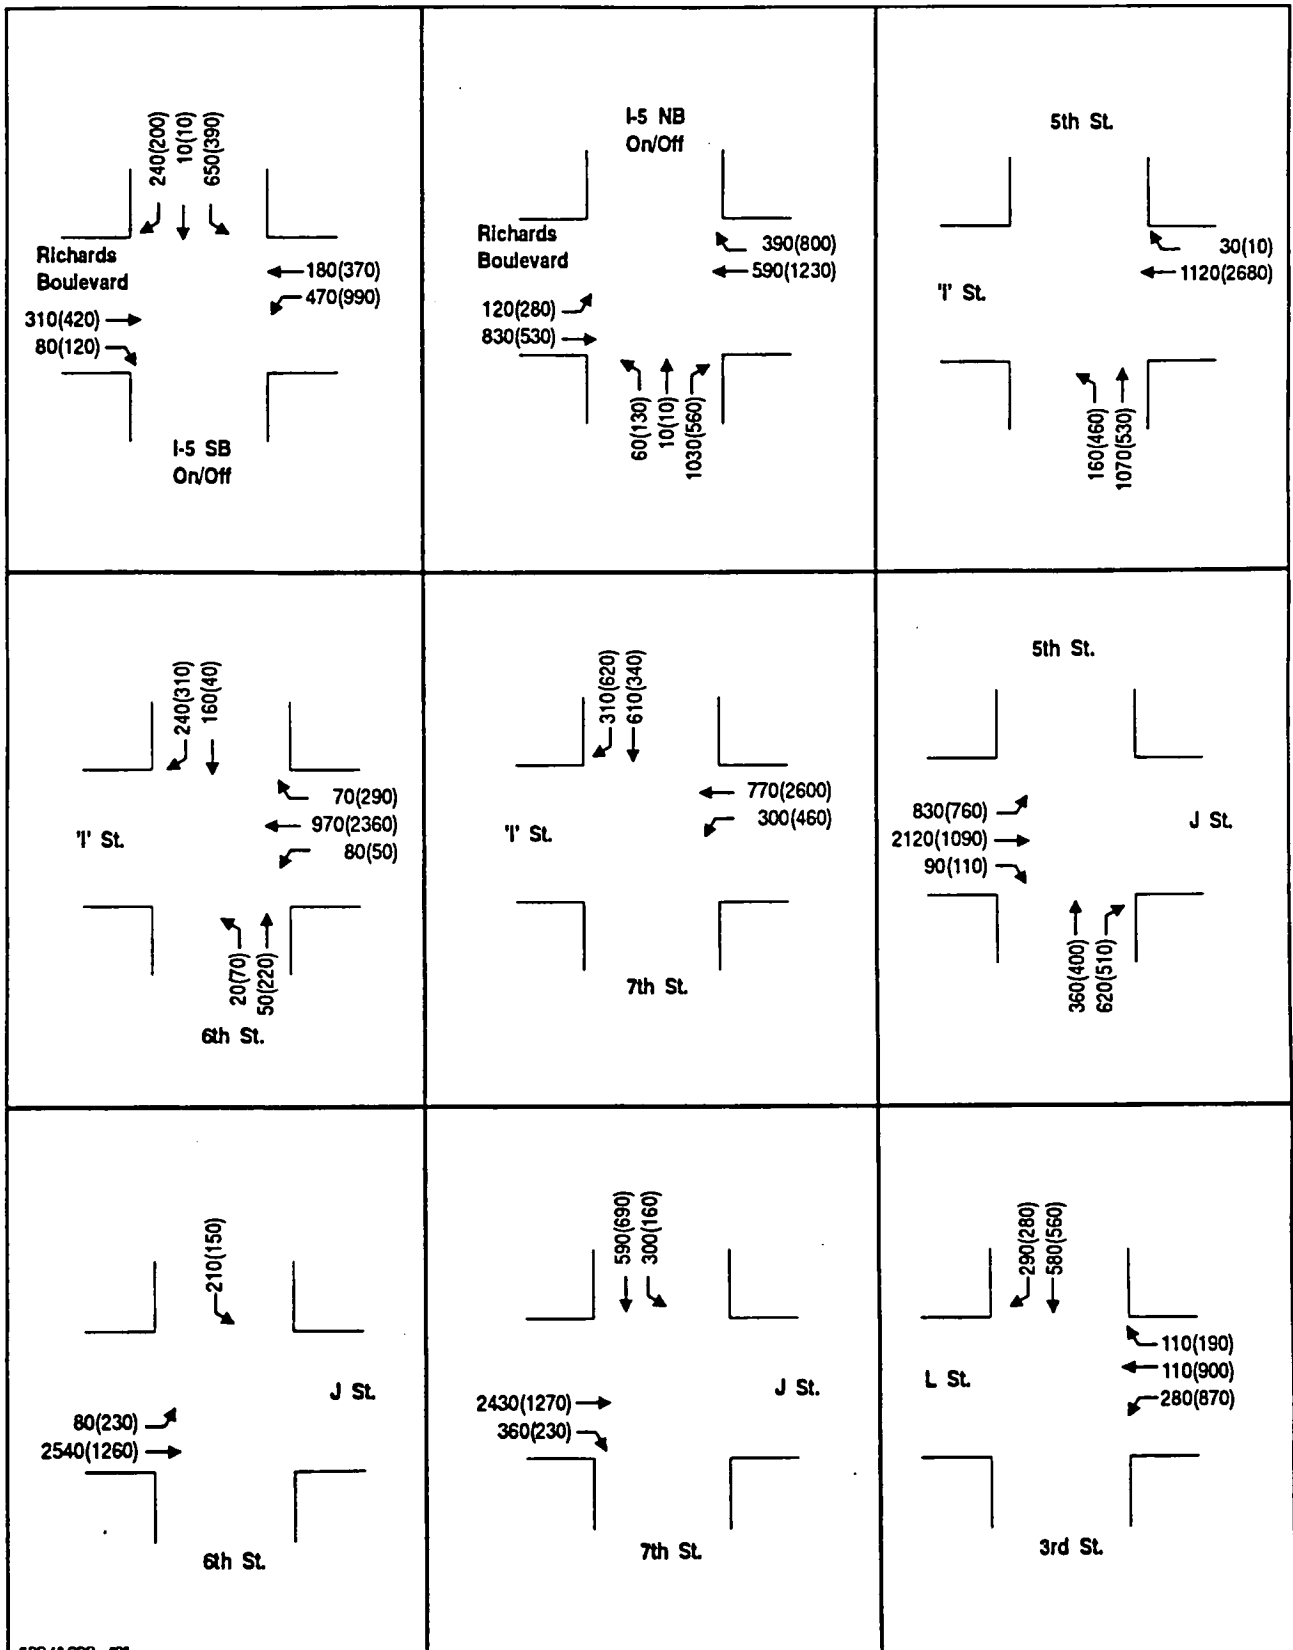 240(200)
10(10)
650(390)
Richards
Boulevard
180(370)
470(990)
310(420)
80(120)
I-5 SB
On/Off
I-5 NB
On/Off
Richards
Boulevard
390(800)
590(1230)
120(280)
830(530)
60(130)
10(10)
1030(560)
5th St.
30(10)
1120(2680)
'I' St.
160(460)
1070(530)
240(310)
160(40)
70(290)
970(2360)
80(50)
'I' St.
20(70)
50(220)
6th St.
310(620)
610(340)
770(2600)
300(460)
'I' St.
7th St.
5th St.
830(760)
2120(1090)
90(110)
J St.
360(400)
620(510)
210(150)
J St.
80(230)
2540(1260)
6th St.
590(690)
300(160)
2430(1270)
360(230)
J St.
7th St.
290(280)
580(560)
110(190)
110(900)
280(870)
L St.
3rd St.